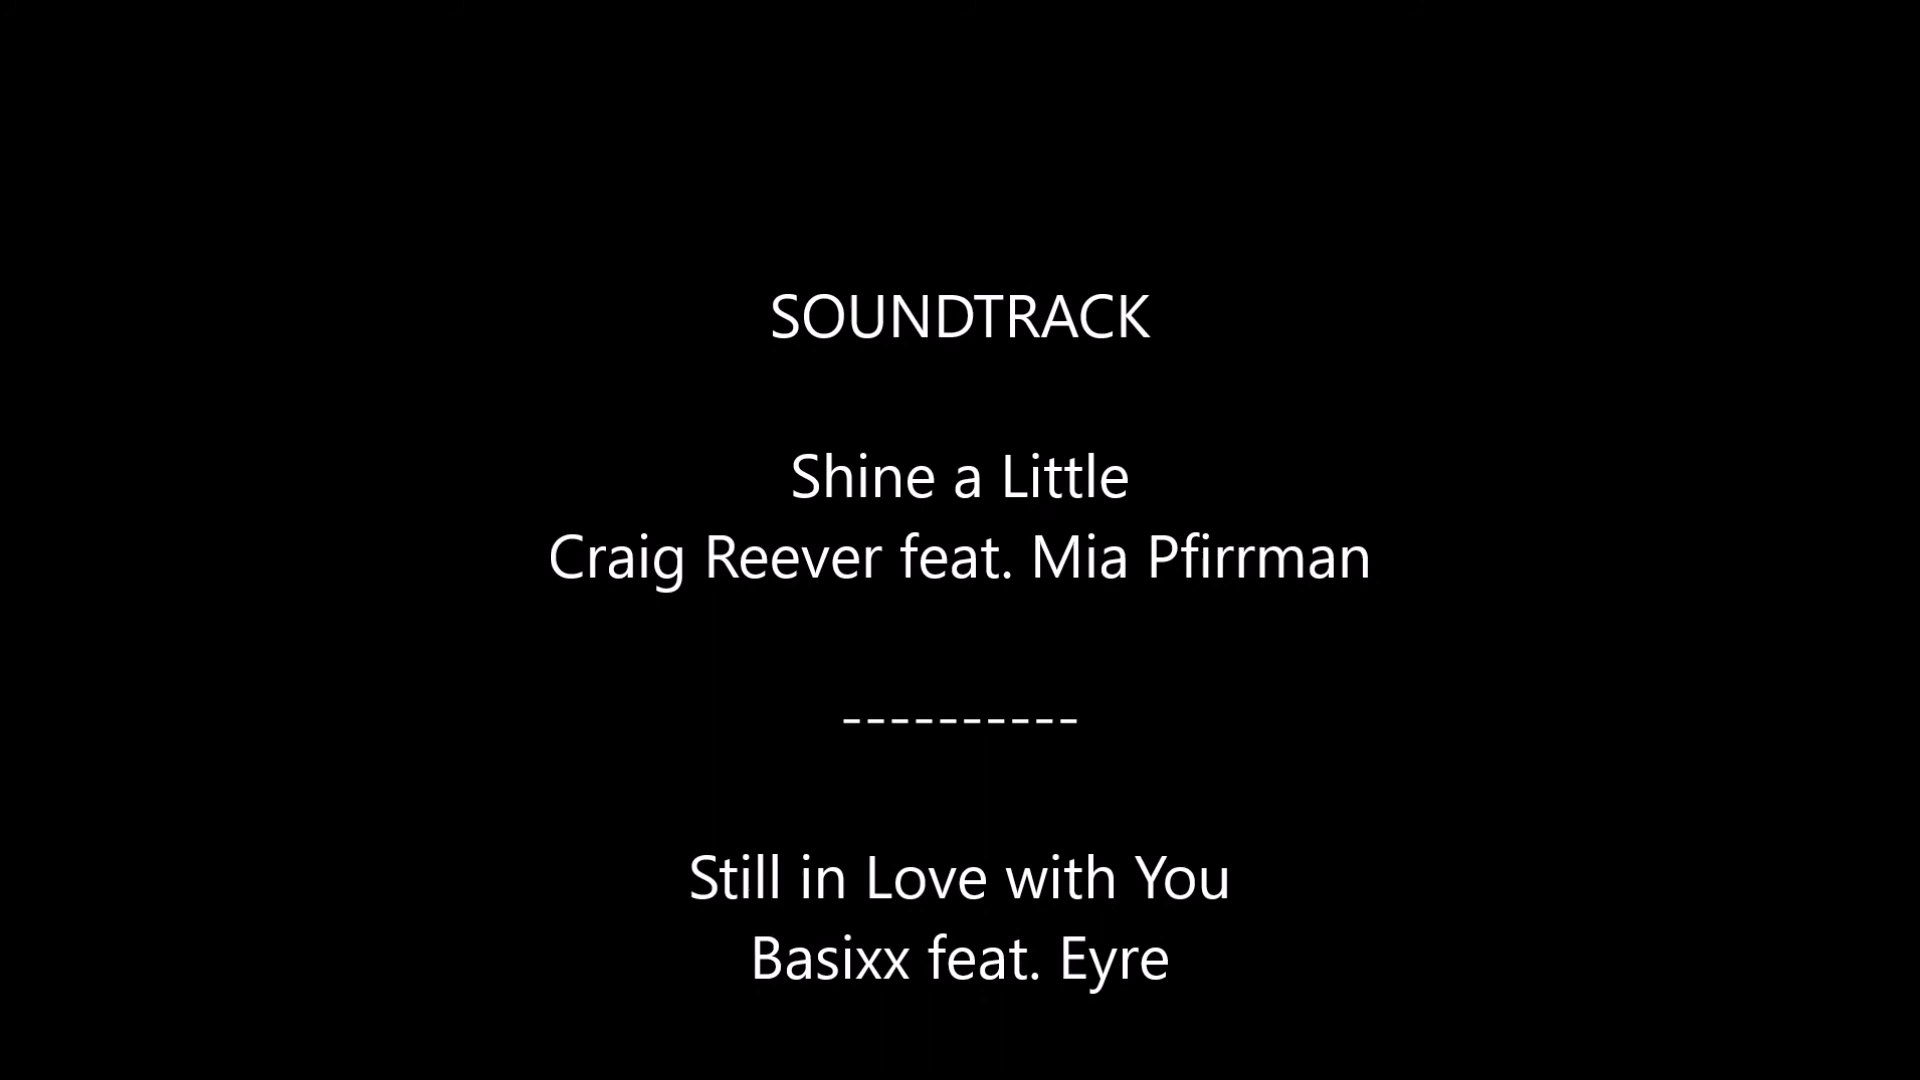 SOUNDTRACK
Shine a Little
Craig Reever feat. Mia Pfirrman
----------
Still in Love with You
Basixx feat. Eyre